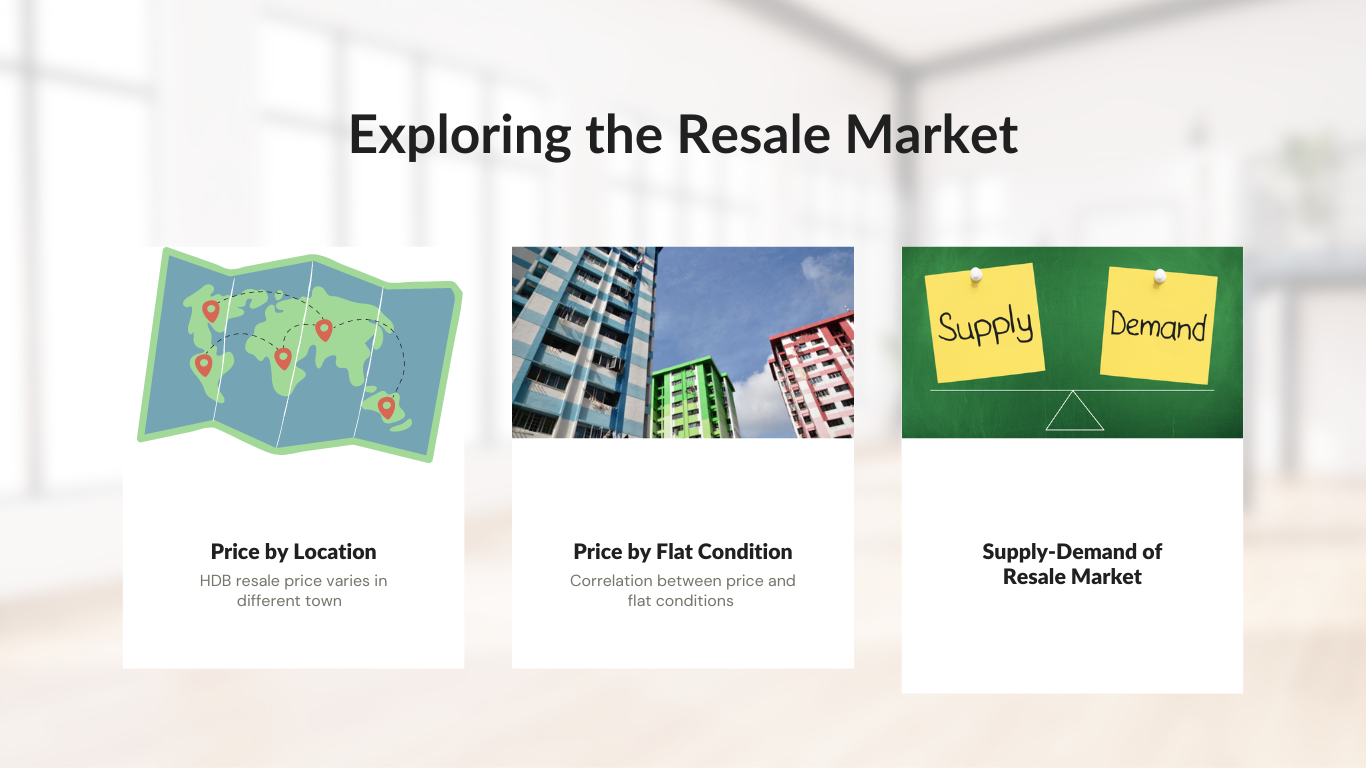 Exploring the Resale Market
Supply
Demand
Price by Location
HDB resale price varies in
different town
Price by Flat Condition
Correlation between price and
flat conditions
Supply-Demand of
Resale Market